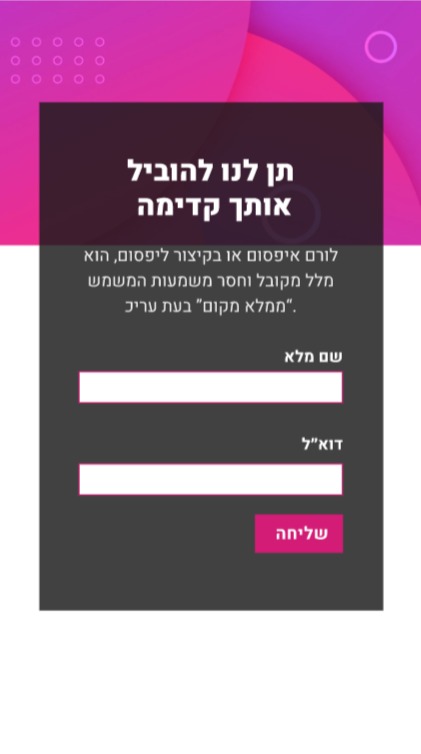 תן לנו להוביל
אותך קדימה
לורם איפסום או בקיצור ליפסום, הוא
מלל מקובל וחסר משמעות המשמש
"ממלא מקום" בעת עריכ.
שם מלא
דוא"ל
שליחה